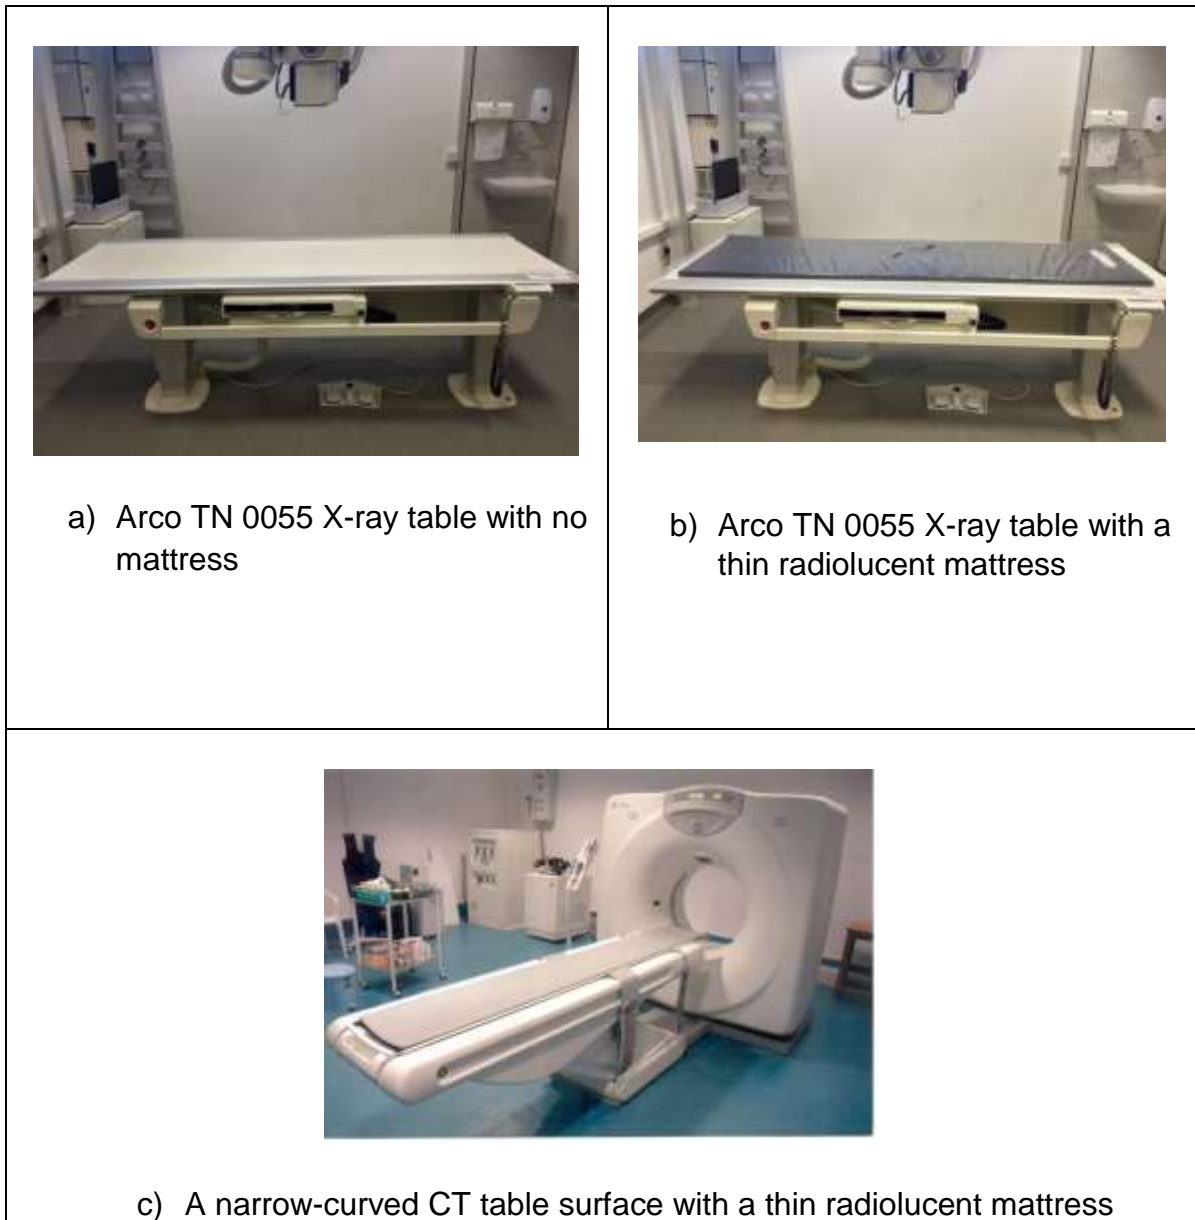 a) Arco TN 0055 X-ray table with no
mattress
b) Arco TN 0055 X-ray table with a
thin radiolucent mattress
c) A narrow-curved CT table surface with a thin radiolucent mattress